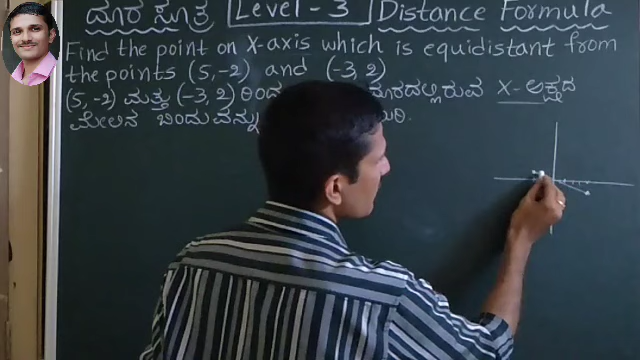 ದೂರ ಸೂತ್ರ Level - 3 Distance Formula
Find the point on X-axis which is equidistant from
the points (5,-2) and (-3, 2)
(5, -2) ಮತ್ತು (-3, 2) ದೂರದಲ್ಲಿರುವ X- ಅಕ್ಷದ
ಮೇಲಿನ ಬಿಂದುವನ್ನು